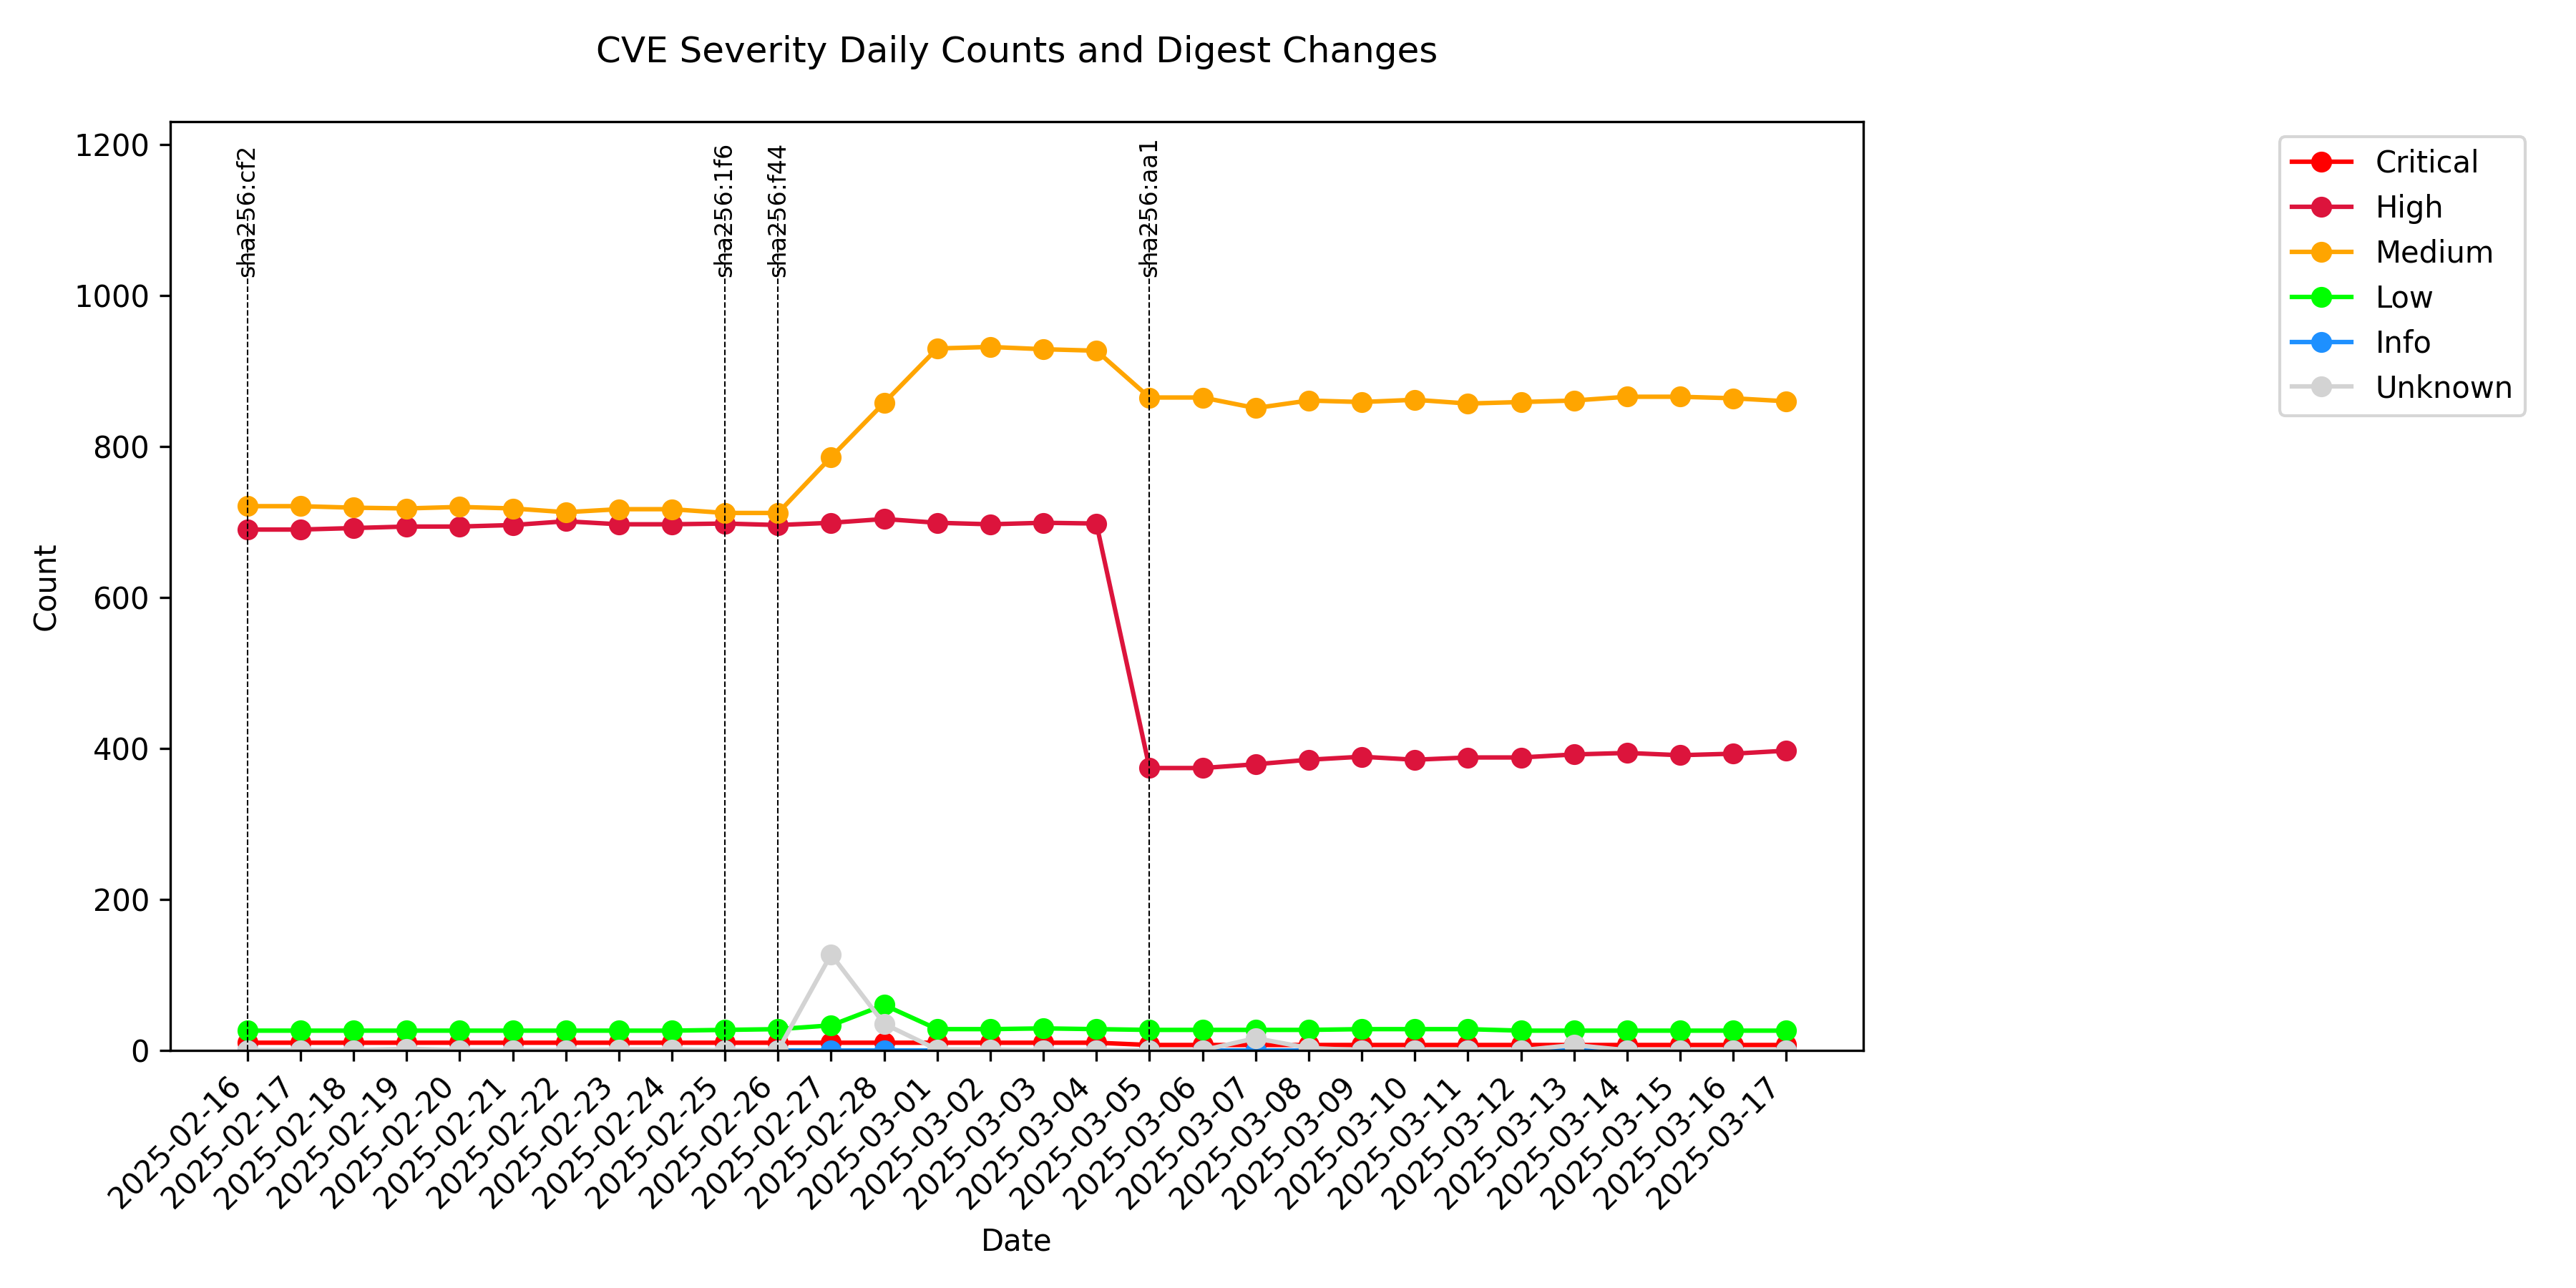 CVE Severity Daily Counts and Digest Changes
1200
1000
800
600
400
200
0
Count
sha256:cf2
sha256:1f6
sha256:f44
sha256:aa1
Critical
High
Medium
Low
Info
Unknown
2025-02-16
2025-02-17
2025-02-18
2025-02-19
2025-02-20
2025-02-21
2025-02-22
2025-02-23
2025-02-24
2025-02-25
2025-02-26
2025-02-27
2025-02-28
2025-03-01
2025-03-02
2025-03-03
2025-03-04
2025-03-05
2025-03-06
2025-03-07
2025-03-08
2025-03-09
2025-03-10
2025-03-11
2025-03-12
2025-03-13
2025-03-14
2025-03-15
2025-03-16
2025-03-17
Date